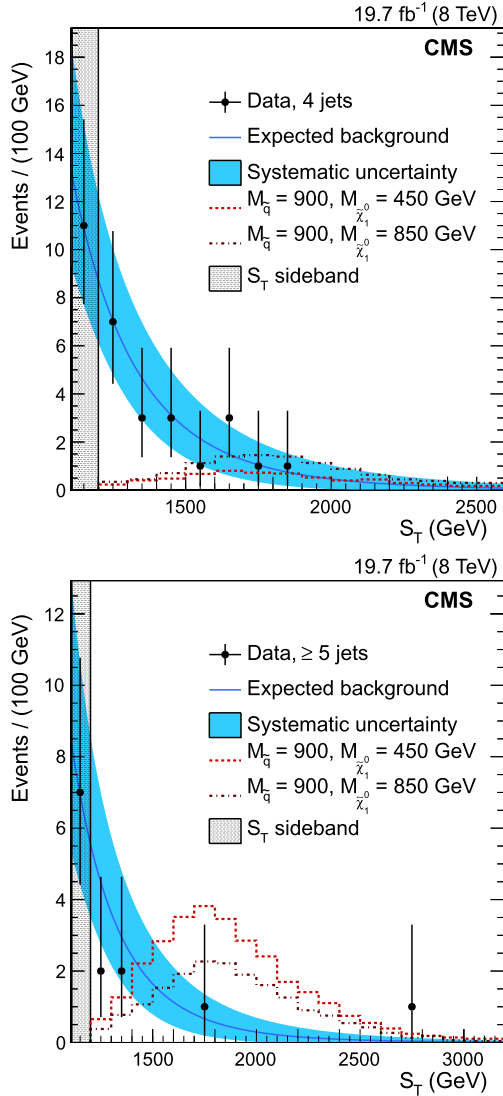 19.7 fb⁻¹ (8 TeV)
CMS
Data, 4 jets
Expected background
Systematic uncertainty
M_q̃ = 900, M_χ̃₁⁰ = 450 GeV
M_q̃ = 900, M_χ̃₁⁰ = 850 GeV
S_T sideband
Events / (100 GeV)
18
16
14
12
10
8
6
4
2
0
1500 2000 2500
S_T (GeV)
19.7 fb⁻¹ (8 TeV)
CMS
Data, ≥ 5 jets
Expected background
Systematic uncertainty
M_q̃ = 900, M_χ̃₁⁰ = 450 GeV
M_q̃ = 900, M_χ̃₁⁰ = 850 GeV
S_T sideband
Events / (100 GeV)
12
10
8
6
4
2
0
1500 2000 2500 3000
S_T (GeV)